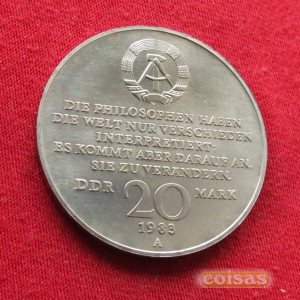 DIE PHILOSOPHEN HABEN
DIE WELT NUR VERSCHIEDEN
INTERPRETIERT:
ES KOMMT ABER DARAUF AN,
SIE ZU VERÄNDERN.
DDR 20 MARK
1983
A
coisas